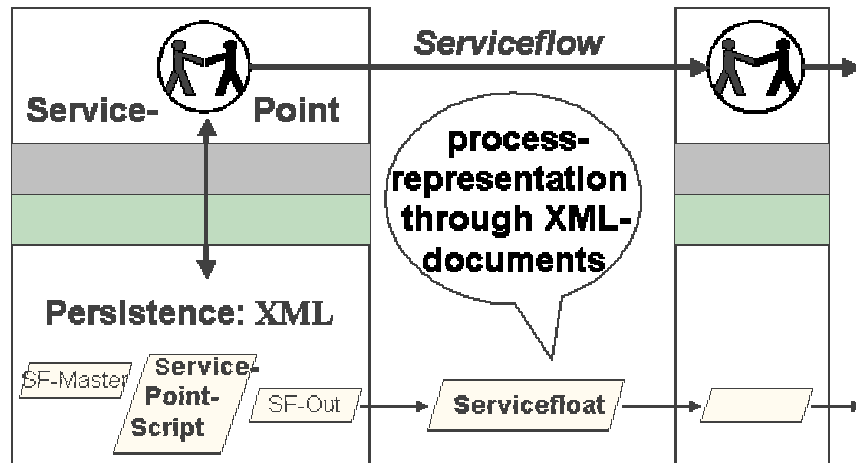 Serviceflow
Service- Point
process-
representation
through XML-
documents
Persistence: XML
SF-Master
Service-
Point-
Script
SF-Out
Servicefloat